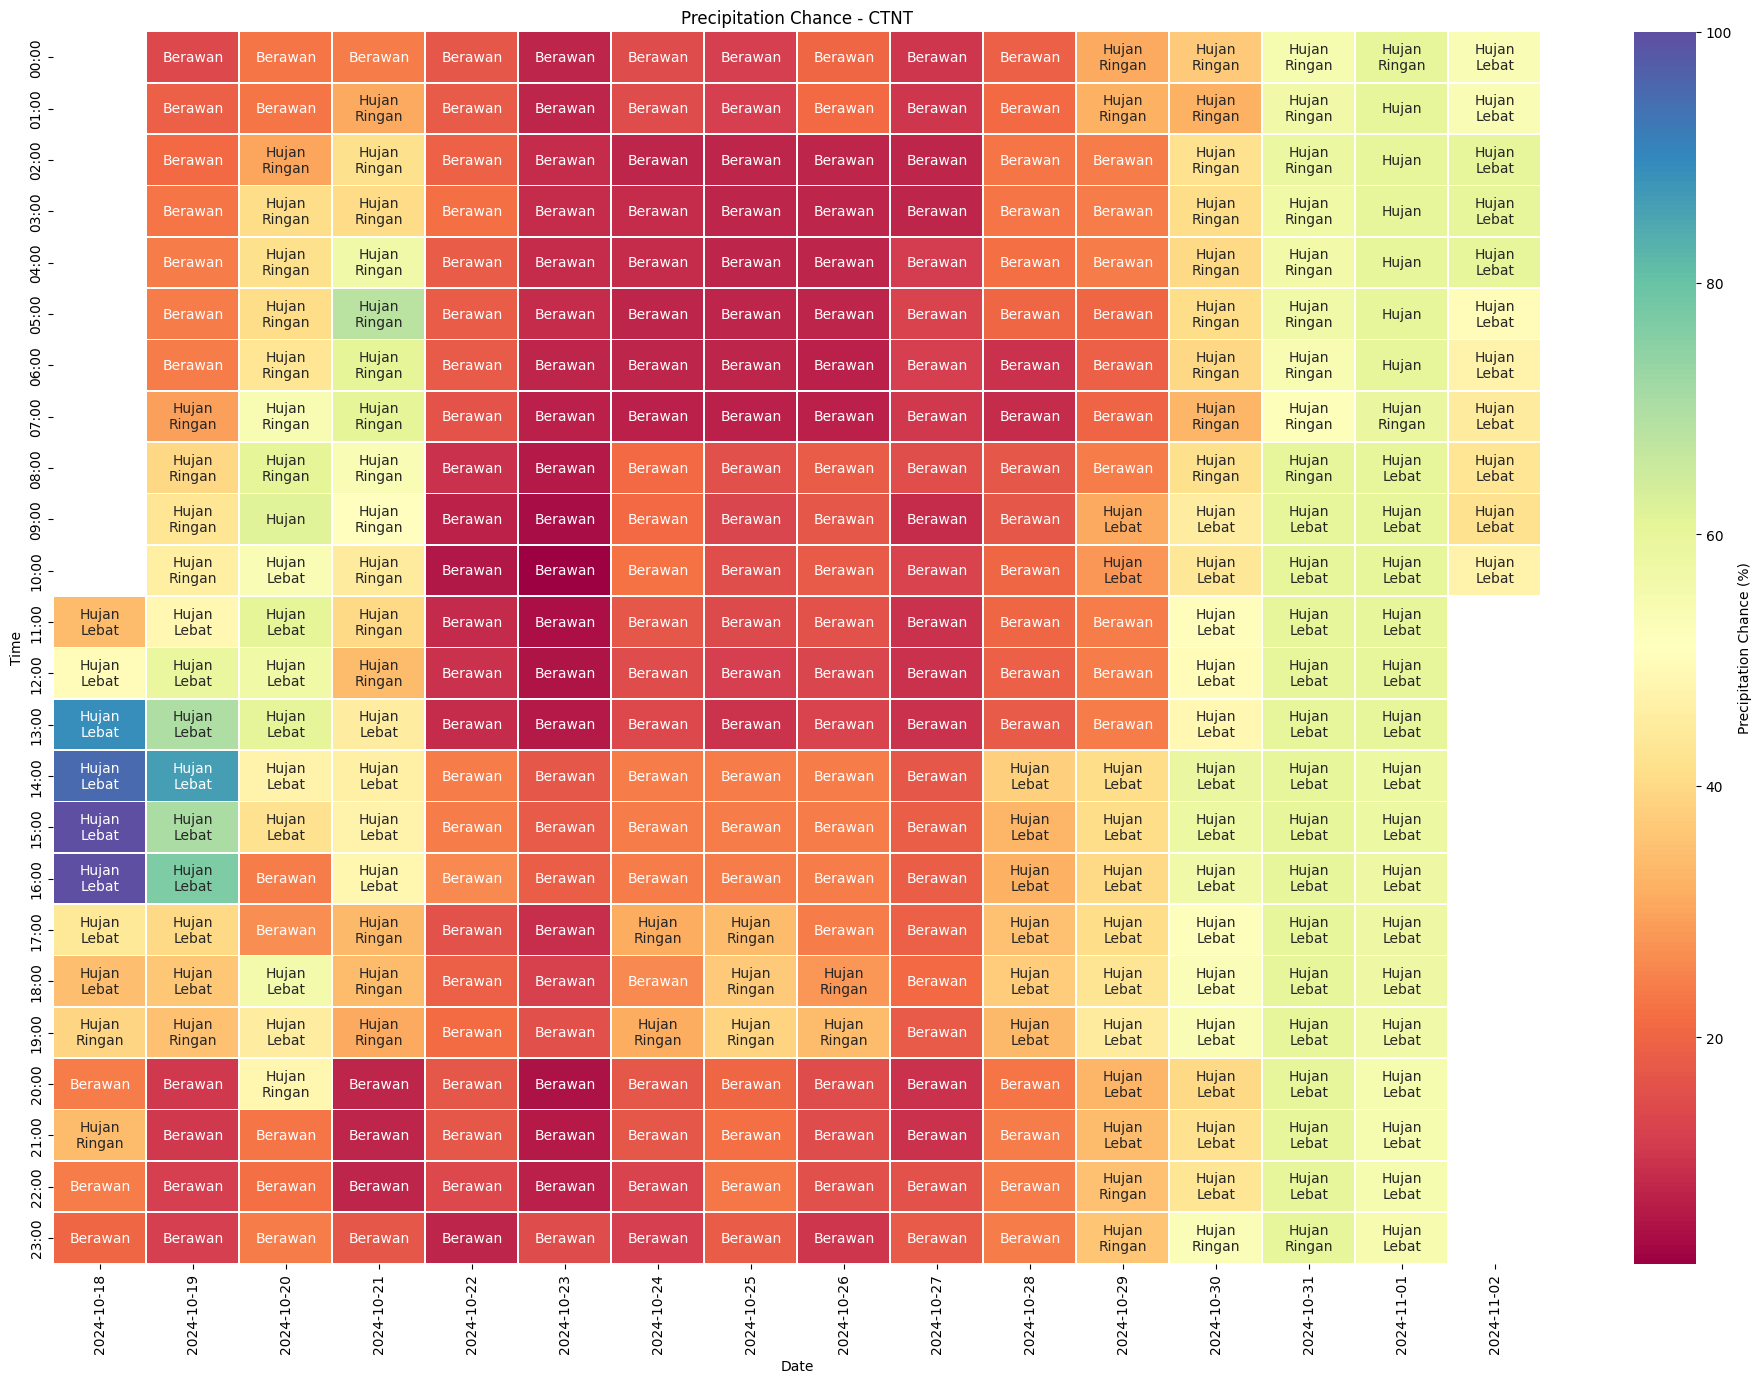 Precipitation Chance - CTNT
00:00 Berawan Berawan Berawan Berawan Berawan Berawan Berawan Berawan Berawan Berawan Hujan Ringan Hujan Ringan Hujan Ringan Hujan Ringan Hujan Lebat
01:00 Berawan Berawan Hujan Ringan Berawan Berawan Berawan Berawan Berawan Berawan Berawan Hujan Ringan Hujan Ringan Hujan Ringan Hujan Hujan Lebat
02:00 Berawan Hujan Ringan Hujan Ringan Berawan Berawan Berawan Berawan Berawan Berawan Berawan Berawan Hujan Ringan Hujan Ringan Hujan Hujan Lebat
03:00 Berawan Hujan Ringan Hujan Ringan Berawan Berawan Berawan Berawan Berawan Berawan Berawan Berawan Hujan Ringan Hujan Ringan Hujan Hujan Lebat
04:00 Berawan Hujan Ringan Hujan Ringan Berawan Berawan Berawan Berawan Berawan Berawan Berawan Berawan Hujan Ringan Hujan Ringan Hujan Hujan Lebat
05:00 Berawan Hujan Ringan Hujan Ringan Berawan Berawan Berawan Berawan Berawan Berawan Berawan Berawan Hujan Ringan Hujan Ringan Hujan Hujan Lebat
06:00 Berawan Hujan Ringan Hujan Ringan Berawan Berawan Berawan Berawan Berawan Berawan Berawan Berawan Hujan Ringan Hujan Ringan Hujan Hujan Lebat
07:00 Hujan Ringan Hujan Ringan Hujan Ringan Berawan Berawan Berawan Berawan Berawan Berawan Berawan Berawan Hujan Ringan Hujan Ringan Hujan Ringan Hujan Lebat
08:00 Hujan Ringan Hujan Ringan Hujan Ringan Berawan Berawan Berawan Berawan Berawan Berawan Berawan Berawan Hujan Ringan Hujan Ringan Hujan Lebat Hujan Lebat
09:00 Hujan Ringan Hujan Hujan Ringan Berawan Berawan Berawan Berawan Berawan Berawan Berawan Hujan Lebat Hujan Lebat Hujan Lebat Hujan Lebat Hujan Lebat
10:00 Hujan Ringan Hujan Lebat Hujan Ringan Berawan Berawan Berawan Berawan Berawan Berawan Berawan Hujan Lebat Hujan Lebat Hujan Lebat Hujan Lebat Hujan Lebat
11:00 Hujan Lebat Hujan Lebat Hujan Lebat Hujan Ringan Berawan Berawan Berawan Berawan Berawan Berawan Berawan Berawan Hujan Lebat Hujan Lebat Hujan Lebat
12:00 Hujan Lebat Hujan Lebat Hujan Lebat Hujan Ringan Berawan Berawan Berawan Berawan Berawan Berawan Berawan Berawan Hujan Lebat Hujan Lebat Hujan Lebat
13:00 Hujan Lebat Hujan Lebat Hujan Lebat Hujan Lebat Berawan Berawan Berawan Berawan Berawan Berawan Berawan Berawan Hujan Lebat Hujan Lebat Hujan Lebat
14:00 Hujan Lebat Hujan Lebat Hujan Lebat Hujan Lebat Berawan Berawan Berawan Berawan Berawan Berawan Hujan Lebat Hujan Lebat Hujan Lebat Hujan Lebat Hujan Lebat
15:00 Hujan Lebat Hujan Lebat Hujan Lebat Hujan Lebat Berawan Berawan Berawan Berawan Berawan Berawan Hujan Lebat Hujan Lebat Hujan Lebat Hujan Lebat Hujan Lebat
16:00 Hujan Lebat Hujan Lebat Berawan Hujan Lebat Berawan Berawan Berawan Berawan Berawan Berawan Hujan Lebat Hujan Lebat Hujan Lebat Hujan Lebat Hujan Lebat
17:00 Hujan Lebat Hujan Lebat Berawan Hujan Ringan Berawan Berawan Hujan Ringan Hujan Ringan Berawan Berawan Hujan Lebat Hujan Lebat Hujan Lebat Hujan Lebat Hujan Lebat
18:00 Hujan Lebat Hujan Lebat Hujan Lebat Hujan Ringan Berawan Berawan Berawan Hujan Ringan Hujan Ringan Berawan Hujan Lebat Hujan Lebat Hujan Lebat Hujan Lebat Hujan Lebat
19:00 Hujan Ringan Hujan Ringan Hujan Lebat Hujan Ringan Berawan Berawan Hujan Ringan Hujan Ringan Hujan Ringan Berawan Hujan Lebat Hujan Lebat Hujan Lebat Hujan Lebat Hujan Lebat
20:00 Berawan Berawan Hujan Ringan Berawan Berawan Berawan Berawan Berawan Berawan Berawan Berawan Hujan Lebat Hujan Lebat Hujan Lebat Hujan Lebat
21:00 Hujan Ringan Berawan Berawan Berawan Berawan Berawan Berawan Berawan Berawan Berawan Berawan Hujan Lebat Hujan Lebat Hujan Lebat Hujan Lebat
22:00 Berawan Berawan Berawan Berawan Berawan Berawan Berawan Berawan Berawan Berawan Berawan Hujan Ringan Hujan Lebat Hujan Lebat Hujan Lebat
23:00 Berawan Berawan Berawan Berawan Berawan Berawan Berawan Berawan Berawan Berawan Berawan Hujan Ringan Hujan Ringan Hujan Ringan Hujan Lebat
Time
2024-10-18 2024-10-19 2024-10-20 2024-10-21 2024-10-22 2024-10-23 2024-10-24 2024-10-25 2024-10-26 2024-10-27 2024-10-28 2024-10-29 2024-10-30 2024-10-31 2024-11-01 2024-11-02
Date
100
80
60
40
20
Precipitation Chance (%)